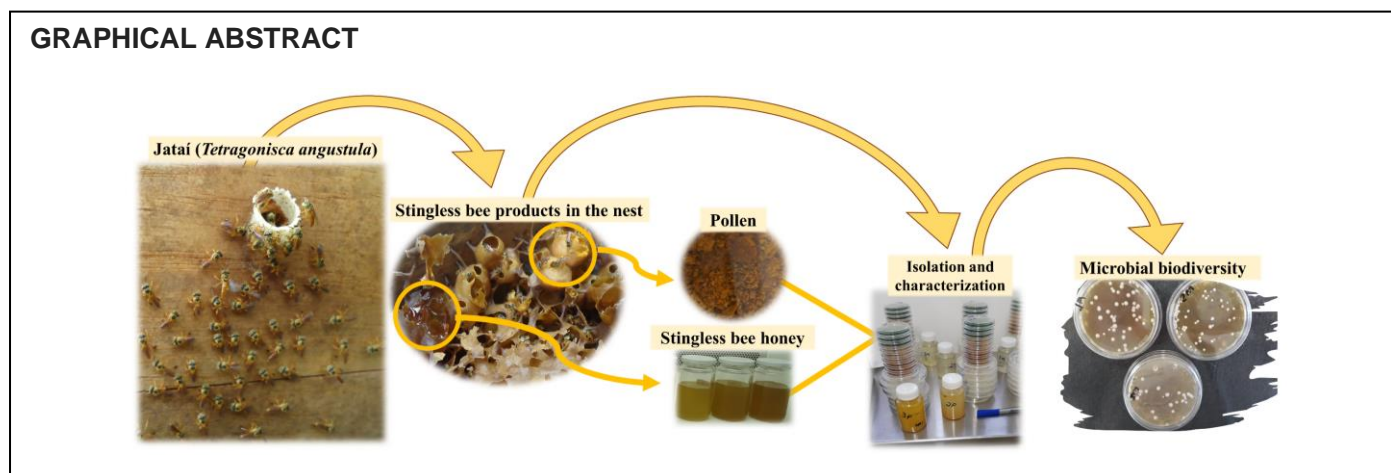 GRAPHICAL ABSTRACT
Jataí (Tetragonisca angustula)
Stingless bee products in the nest
Pollen
Stingless bee honey
Isolation and
characterization
Microbial biodiversity